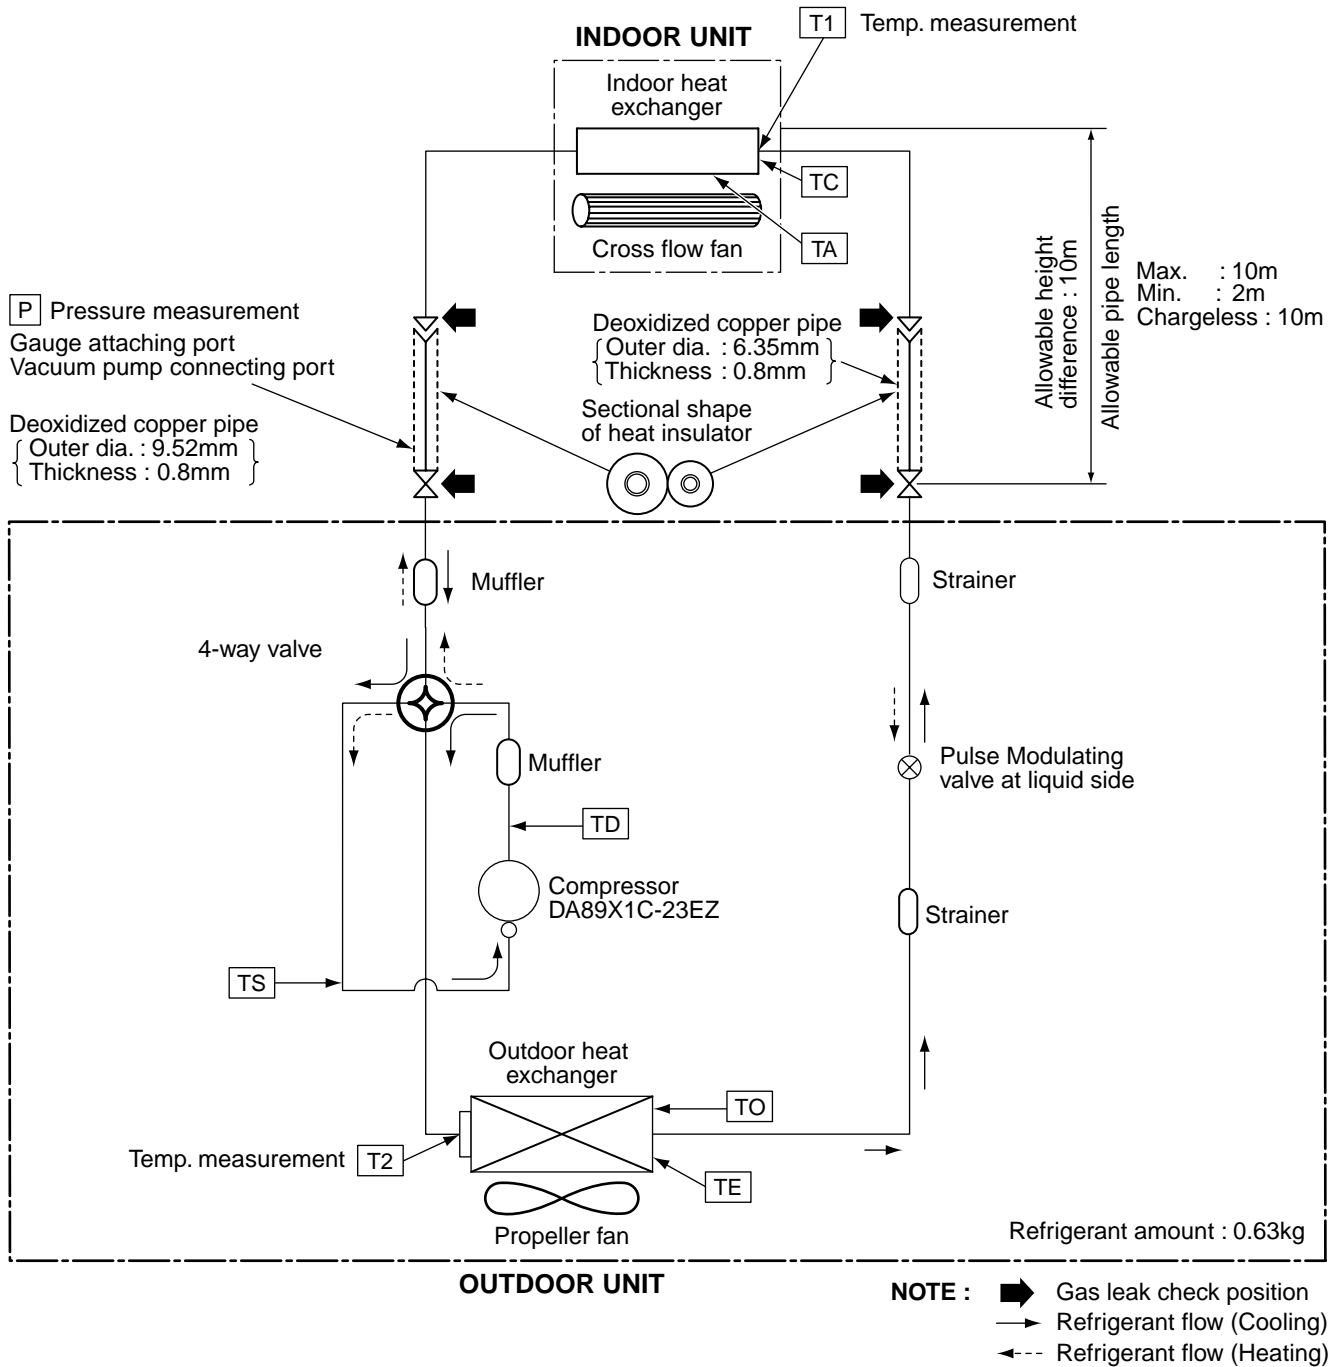 T1 Temp. measurement
INDOOR UNIT
Indoor heat
exchanger
TC
TA
Cross flow fan
Allowable height
difference : 10m
Allowable pipe length
Max. : 10m
Min. : 2m
Chargeless : 10m
P Pressure measurement
Gauge attaching port
Vacuum pump connecting port
Deoxidized copper pipe
Outer dia. : 9.52mm
Thickness : 0.8mm
Deoxidized copper pipe
Outer dia. : 6.35mm
Thickness : 0.8mm
Sectional shape
of heat insulator
Muffler
Strainer
4-way valve
Muffler
Pulse Modulating
valve at liquid side
TD
Compressor
DA89X1C-23EZ
Strainer
TS
Outdoor heat
exchanger
TO
Temp. measurement T2
TE
Propeller fan
Refrigerant amount : 0.63kg
OUTDOOR UNIT
NOTE : Gas leak check position
Refrigerant flow (Cooling)
Refrigerant flow (Heating)